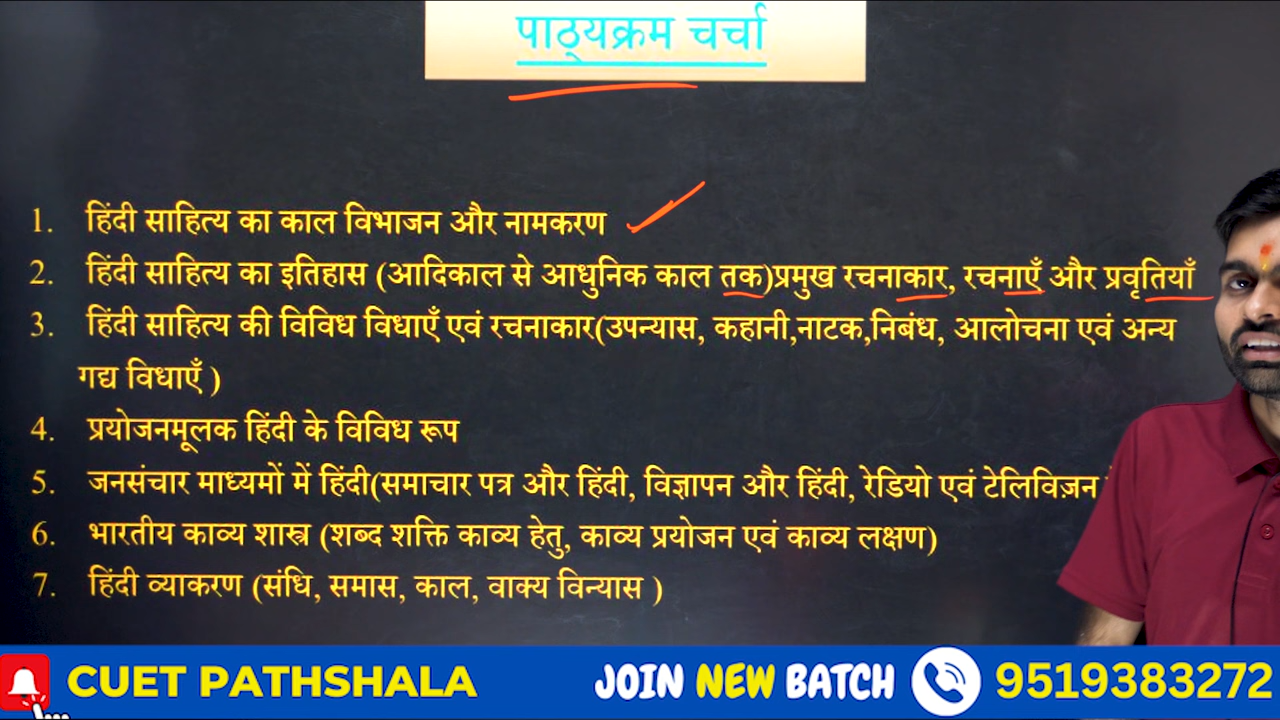 पाठ्यक्रम चर्चा
1. हिंदी साहित्य का काल विभाजन और नामकरण
2. हिंदी साहित्य का इतिहास (आदिकाल से आधुनिक काल तक)प्रमुख रचनाकार, रचनाएँ और प्रवृतियाँ
3. हिंदी साहित्य की विविध विधाएँ एवं रचनाकार(उपन्यास, कहानी,नाटक,निबंध, आलोचना एवं अन्य
गद्य विधाएँ )
4. प्रयोजनमूलक हिंदी के विविध रूप
5. जनसंचार माध्यमों में हिंदी(समाचार पत्र और हिंदी, विज्ञापन और हिंदी, रेडियो एवं टेलिविज़न
6. भारतीय काव्य शास्त्र (शब्द शक्ति काव्य हेतु, काव्य प्रयोजन एवं काव्य लक्षण)
7. हिंदी व्याकरण (संधि, समास, काल, वाक्य विन्यास )
CUET PATHSHALA JOIN NEW BATCH 9519383272